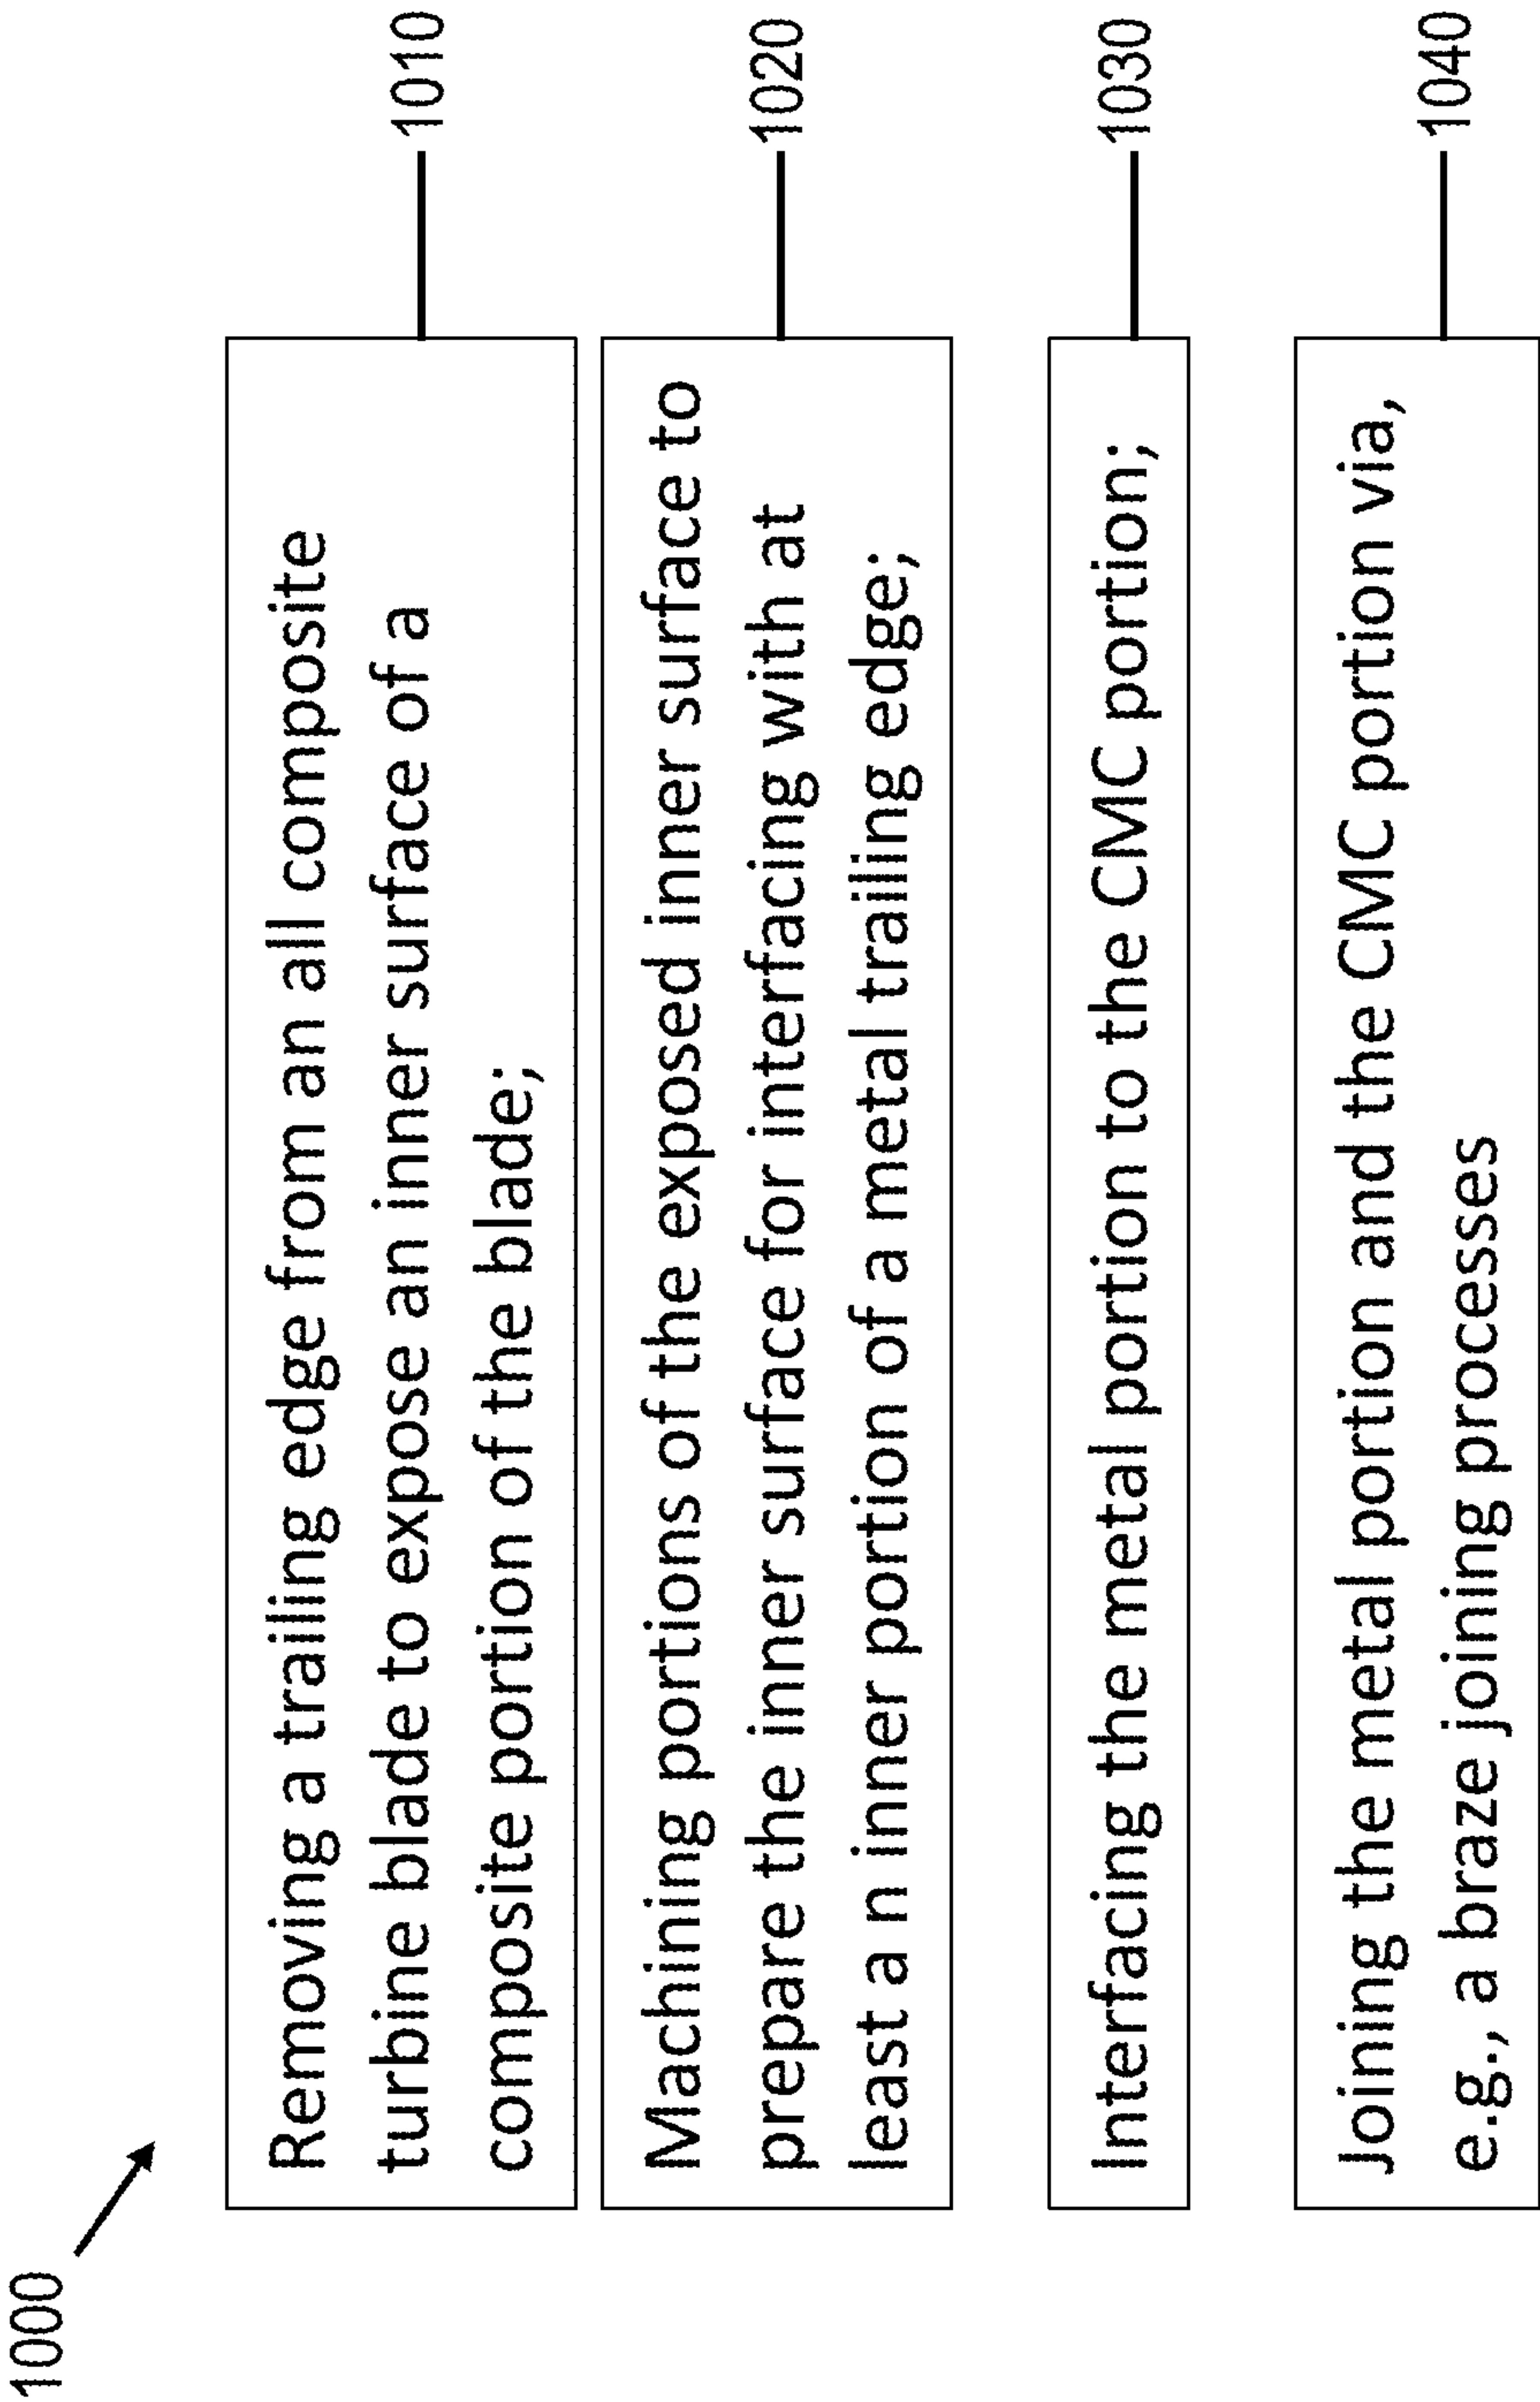 1000
Removing a trailing edge from an all composite
turbine blade to expose an inner surface of a
composite portion of the blade;
1010
Machining portions of the exposed inner surface to
prepare the inner surface for interfacing with at
least a n inner portion of a metal trailing edge;
1020
Interfacing the metal portion to the CMC portion;
1030
Joining the metal portion and the CMC portion via,
e.g., a braze joining processes
1040